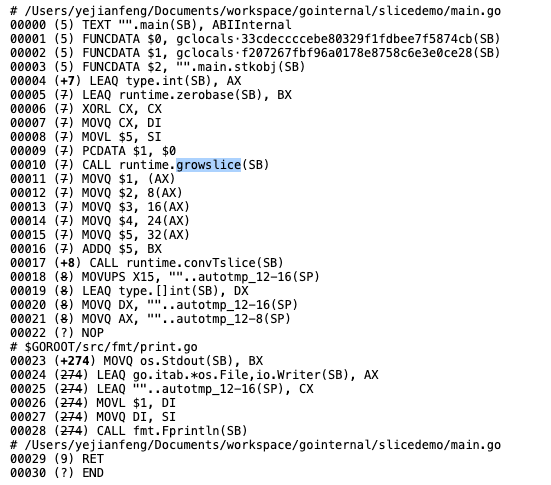 # /Users/yejianfeng/Documents/workspace/gointernal/slicedemo/main.go
00000 (5) TEXT "".main(SB), ABIInternal
00001 (5) FUNCDATA $0, gclocals·33cdeccccebe80329f1fdbee7f5874cb(SB)
00002 (5) FUNCDATA $1, gclocals·f207267fbf96a0178e8758c6e3e0ce28(SB)
00003 (5) FUNCDATA $2, "".main.stkobj(SB)
00004 (+7) LEAQ type.int(SB), AX
00005 (7) LEAQ runtime.zerobase(SB), BX
00006 (7) XORL CX, CX
00007 (7) MOVQ CX, DI
00008 (7) MOVL $5, SI
00009 (7) PCDATA $1, $0
00010 (7) CALL runtime.growslice(SB)
00011 (7) MOVQ $1, (AX)
00012 (7) MOVQ $2, 8(AX)
00013 (7) MOVQ $3, 16(AX)
00014 (7) MOVQ $4, 24(AX)
00015 (7) MOVQ $5, 32(AX)
00016 (7) ADDQ $5, BX
00017 (+8) CALL runtime.convTslice(SB)
00018 (8) MOVUPS X15, ""..autotmp_12-16(SP)
00019 (8) LEAQ type.[]int(SB), DX
00020 (8) MOVQ DX, ""..autotmp_12-16(SP)
00021 (8) MOVQ AX, ""..autotmp_12-8(SP)
00022 (?) NOP
# $GOROOT/src/fmt/print.go
00023 (+274) MOVQ os.Stdout(SB), BX
00024 (274) LEAQ go.itab.*os.File,io.Writer(SB), AX
00025 (274) LEAQ ""..autotmp_12-16(SP), CX
00026 (274) MOVL $1, DI
00027 (274) MOVQ DI, SI
00028 (274) CALL fmt.Fprintln(SB)
# /Users/yejianfeng/Documents/workspace/gointernal/slicedemo/main.go
00029 (9) RET
00030 (?) END